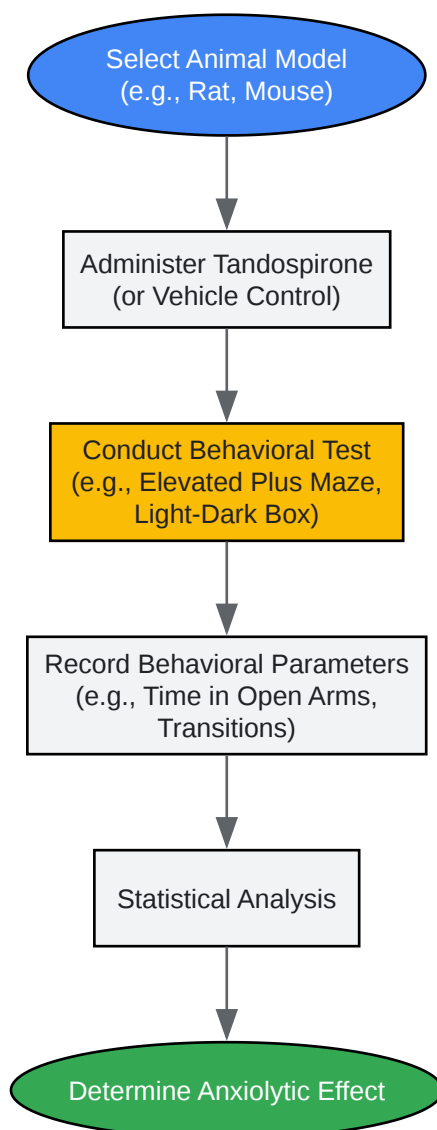 Select Animal Model
(e.g., Rat, Mouse)
Administer Tandospirone
(or Vehicle Control)
Conduct Behavioral Test
(e.g., Elevated Plus Maze,
Light-Dark Box)
Record Behavioral Parameters
(e.g., Time in Open Arms,
Transitions)
Statistical Analysis
Determine Anxiolytic Effect